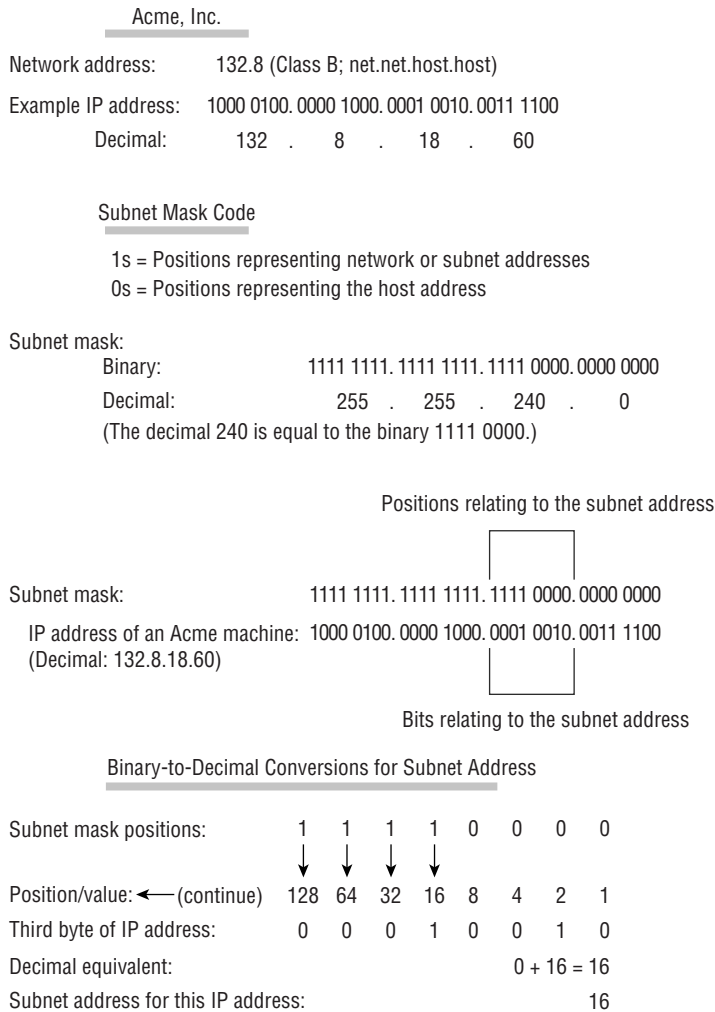 Acme, Inc.
Network address: 132.8 (Class B; net.net.host.host)
Example IP address: 1000 0100. 0000 1000. 0001 0010. 0011 1100
Decimal: 132 . 8 . 18 . 60
Subnet Mask Code
1s = Positions representing network or subnet addresses
0s = Positions representing the host address
Subnet mask:
Binary: 1111 1111. 1111 1111. 1111 0000. 0000 0000
Decimal: 255 . 255 . 240 . 0
(The decimal 240 is equal to the binary 1111 0000.)
Positions relating to the subnet address
Subnet mask: 1111 1111. 1111 1111. 1111 0000. 0000 0000
IP address of an Acme machine: 1000 0100. 0000 1000. 0001 0010. 0011 1100
(Decimal: 132.8.18.60)
Bits relating to the subnet address
Binary-to-Decimal Conversions for Subnet Address
Subnet mask positions: 1 1 1 1 0 0 0 0
Position/value: (continue) 128 64 32 16 8 4 2 1
Third byte of IP address: 0 0 0 1 0 0 1 0
Decimal equivalent: 0 + 16 = 16
Subnet address for this IP address: 16